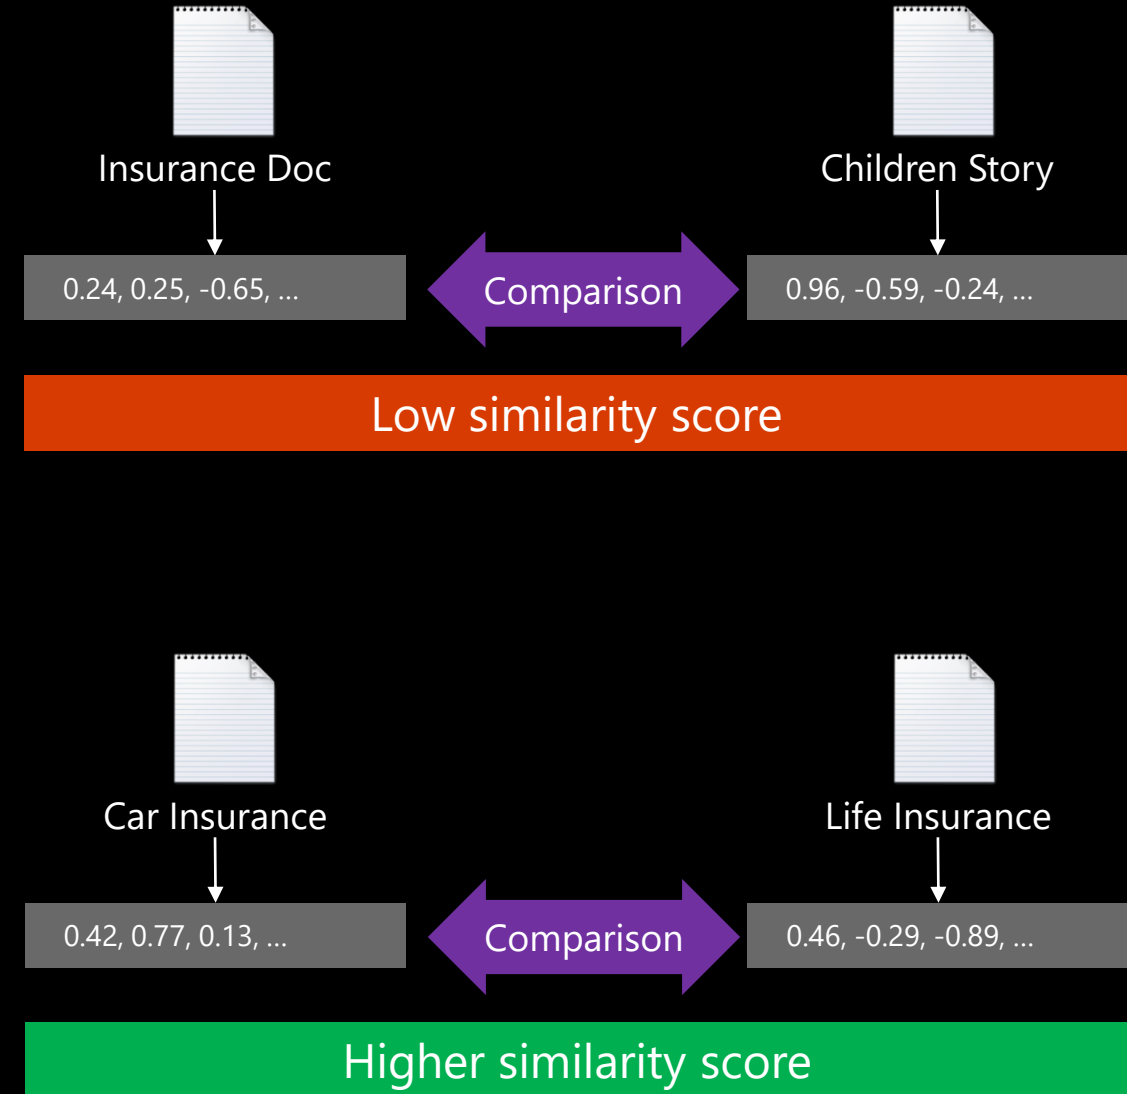 Insurance Doc
Children Story
0.24, 0.25, -0.65, ...
Comparison
0.96, -0.59, -0.24, ...
Low similarity score
Car Insurance
Life Insurance
0.42, 0.77, 0.13, ...
Comparison
0.46, -0.29, -0.89, ...
Higher similarity score